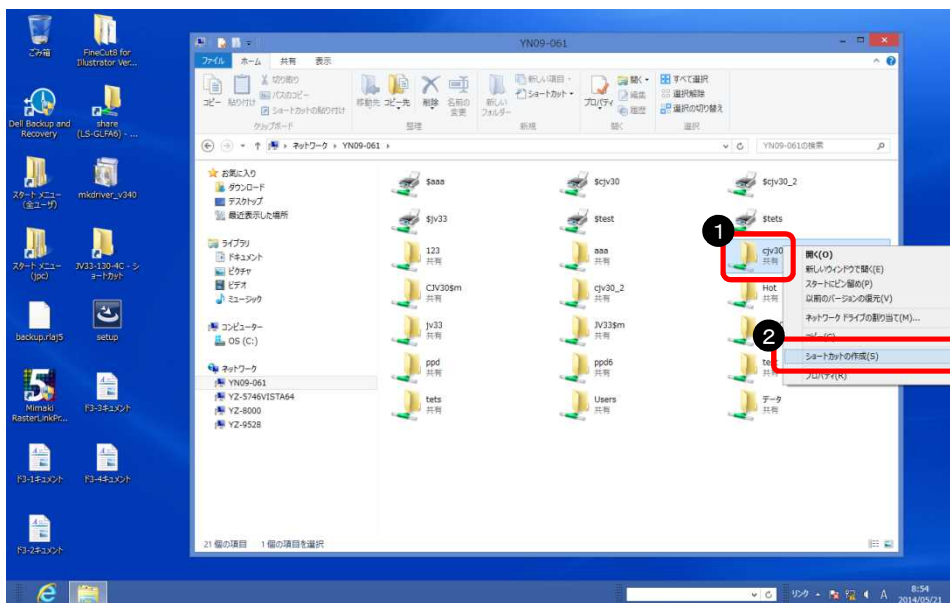 ごみ箱
FineCut8 for
Illustrator Ver...
Dell Backup and
Recovery
share
(LS-GLFA6) - ...
スタート メニュー
(全ユーザ)
mkdriver_v340
スタート メニュー
(jpc)
JV33-130-4C - シ
ョートカット
backup.rlaj5
setup
Mimaki
RasterLinkPr...
ド3-3キュメント
ド3-1キュメント
ド3-4キュメント
ド3-2キュメント
YN09-061
ファイル ホーム 共有 表示
コピー
貼り付け
切り取り
パスのコピー
ショートカットの貼り付け
クリップボード
移動先
コピー先
削除
名前の
変更
整理
新しい
フォルダー
新しい項目
ショートカット
新規
プロパティ
開く
編集
履歴
開く
すべて選択
選択解除
選択の切り替え
選択
ネットワーク YN09-061
YN09-061の検索
お気に入り
ダウンロード
デスクトップ
最近表示した場所
ライブラリ
ドキュメント
ピクチャ
ビデオ
ミュージック
コンピューター
OS (C:)
ネットワーク
YN09-061
YZ-5746VISTA64
YZ-8000
YZ-9528
$aaa
$cjv30
$cjv30_2
$jv33
$test
$tets
1
123
共有
aaa
共有
cjv30
共有
CJV30$m
共有
cjv30_2
共有
Hot
共有
jv33
共有
JV33$m
共有
ppd
共有
ppd6
共有
test
共有
tets
共有
Users
共有
データ
共有
開く(O)
新しいウィンドウで開く(E)
スタートにピン留め(P)
以前のバージョンの復元(V)
ネットワーク ドライブの割り当て(M)...
コピー(C)
2
ショートカットの作成(S)
プロパティ(R)
21 個の項目 1 個の項目を選択
リンク
A
8:54
2014/05/21